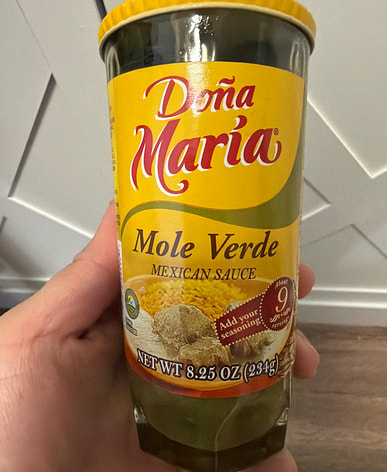 Doña
María®
Mole Verde
MEXICAN SAUCE
Add your
seasoning!
9
NET WT 8.25 OZ (234g)